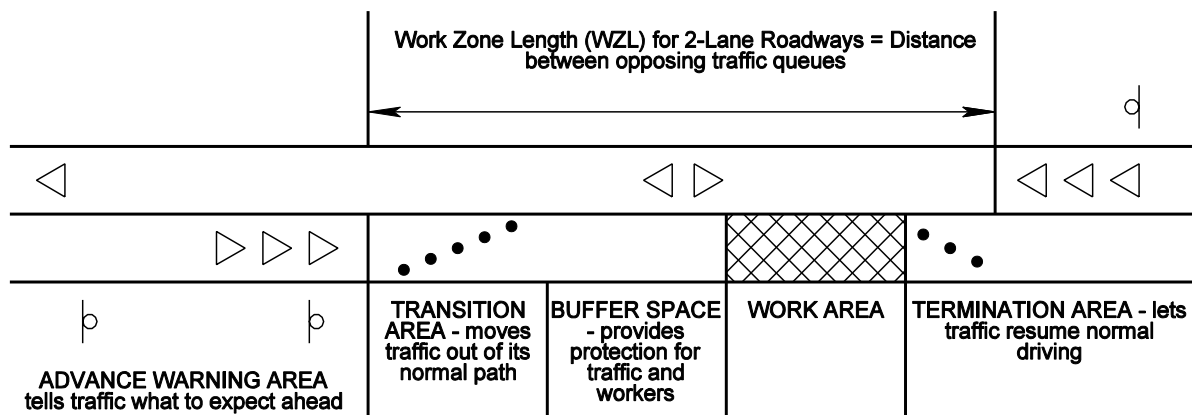 Work Zone Length (WZL) for 2-Lane Roadways = Distance
between opposing traffic queues
ADVANCE WARNING AREA
tells traffic what to expect ahead
TRANSITION
AREA - moves
traffic out of its
normal path
BUFFER SPACE
- provides
protection for
traffic and
workers
WORK AREA
TERMINATION AREA - lets
traffic resume normal
driving